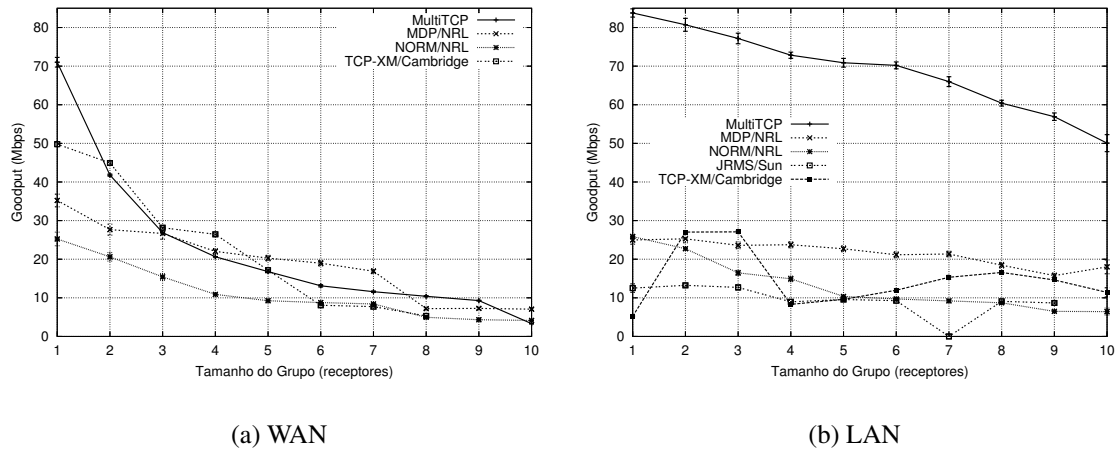 MultiTCP
MDP/NRL
NORM/NRL
TCP-XM/Cambridge
Goodput (Mbps)
80
70
60
50
40
30
20
10
0
1 2 3 4 5 6 7 8 9 10
Tamanho do Grupo (receptores)
(a) WAN
MultiTCP
MDP/NRL
NORM/NRL
JRMS/Sun
TCP-XM/Cambridge
Goodput (Mbps)
80
70
60
50
40
30
20
10
0
1 2 3 4 5 6 7 8 9 10
Tamanho do Grupo (receptores)
(b) LAN